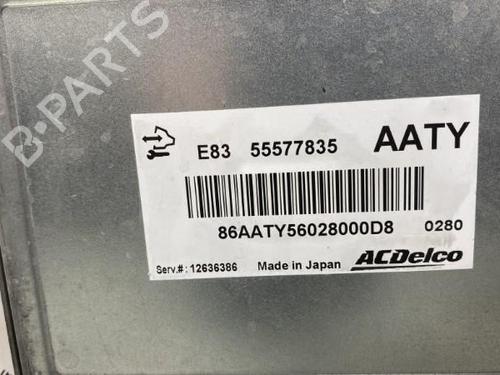 B-PARTS
E83 55577835 AATY
86AATY56028000D8 0280
Serv.#: 12636386 Made in Japan ACDelco